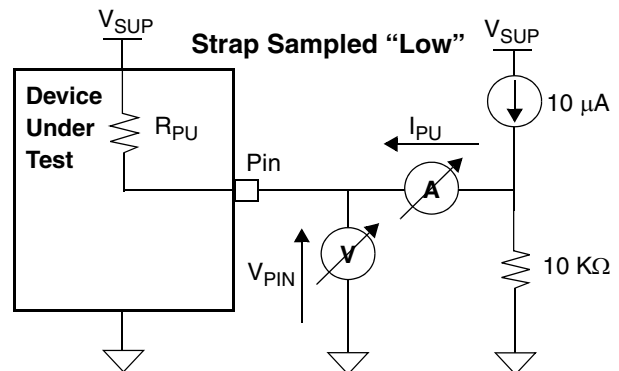 V_SUP
Strap Sampled “Low”
V_SUP
Device
Under
Test
R_PU
10 μA
I_PU
Pin
A
V
V_PIN
10 KΩ